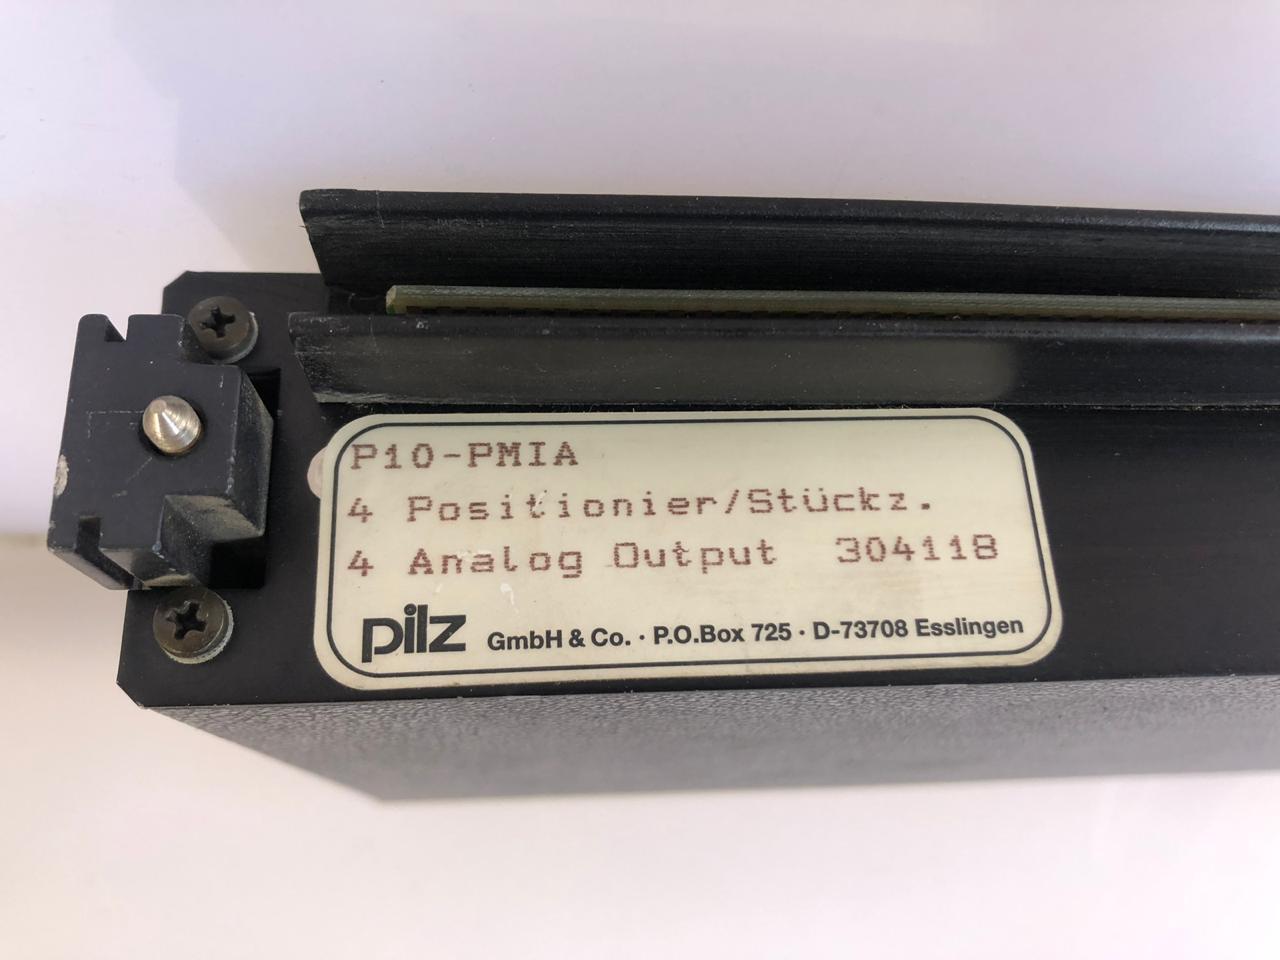 P10-PMIA
4 Positionier/Stückz.
4 Analog Output 304118
pilz GmbH & Co. · P.O.Box 725 · D-73708 Esslingen